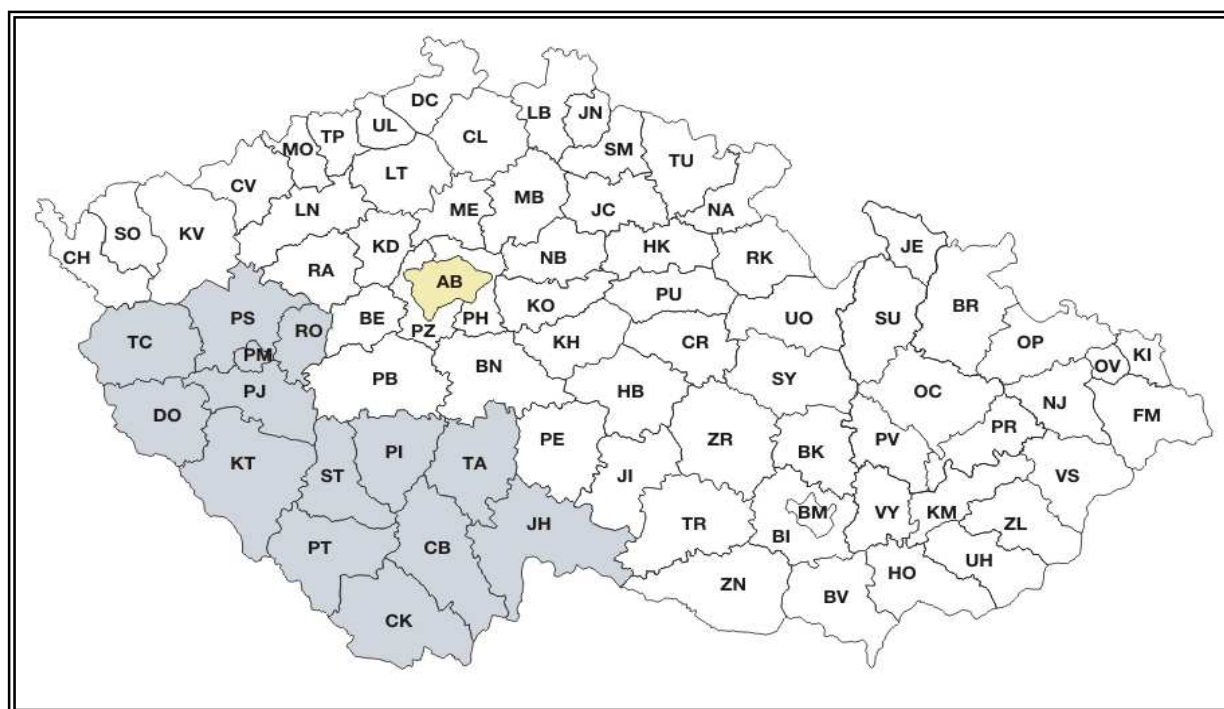 DC
LB
JN
UL
TP
CL
MO
SM
TU
LT
CV
MB
LN
ME
JC
NA
SO
KV
KD
HK
JE
CH
NB
RK
RA
AB
PU
BR
KO
PS
RO
BE
UO
SU
PZ
PH
TC
KH
CR
OP
KI
PM
OV
BN
PB
SY
PJ
HB
OC
NJ
DO
FM
PR
PE
ZR
PI
PV
KT
TA
BK
ST
JI
VS
BM
VY
KM
JH
TR
ZL
BI
PT
CB
UH
HO
ZN
BV
CK